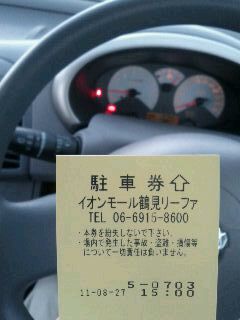 駐車券⇧
イオンモール鶴見リーファ
TEL 06-6915-8600
・本券を紛失しないで下さい。
・場内で発生した事故・盗難・損傷等
について一切責任は負いません。
5-0703
11-08-27 15:00